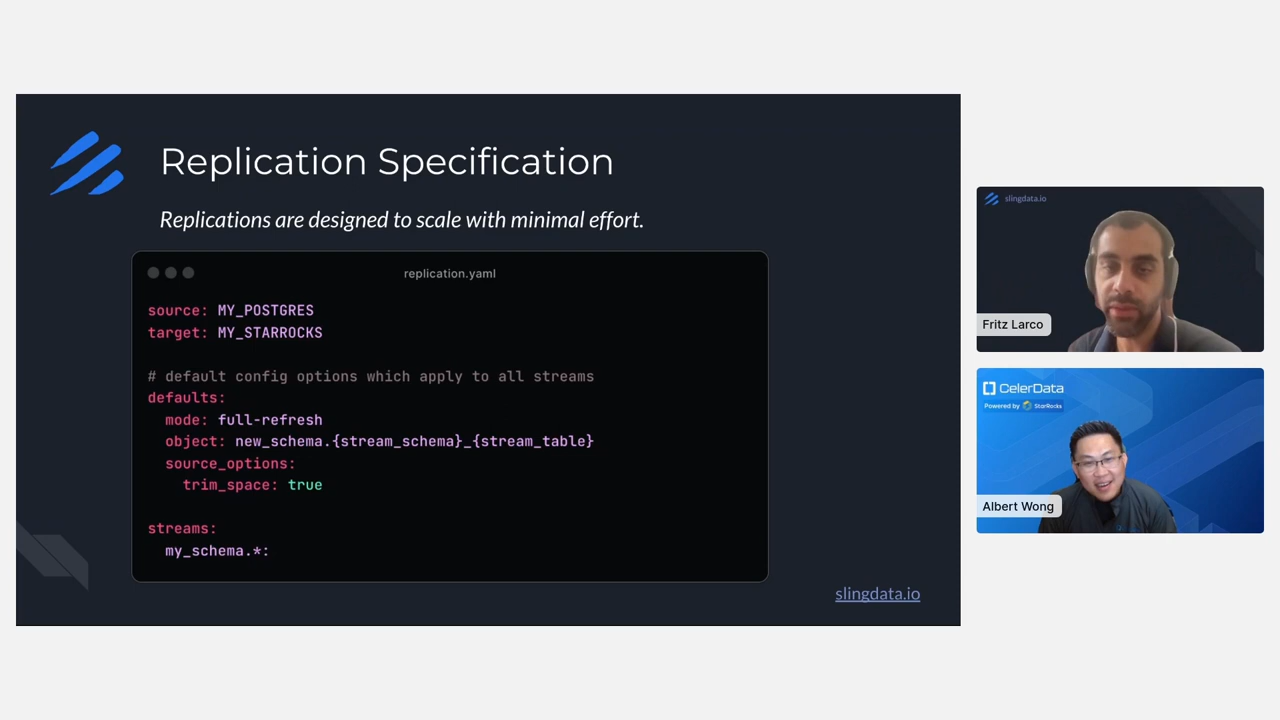 Replication Specification
Replications are designed to scale with minimal effort.
replication.yaml
source: MY_POSTGRES
target: MY_STARROCKS
# default config options which apply to all streams
defaults:
  mode: full-refresh
  object: new_schema.{stream_schema}_{stream_table}
  source_options:
    trim_space: true
streams:
  my_schema.*:
slingdata.io
slingdata.io
Fritz Larco
CelerData
Powered by StarRocks
Albert Wong